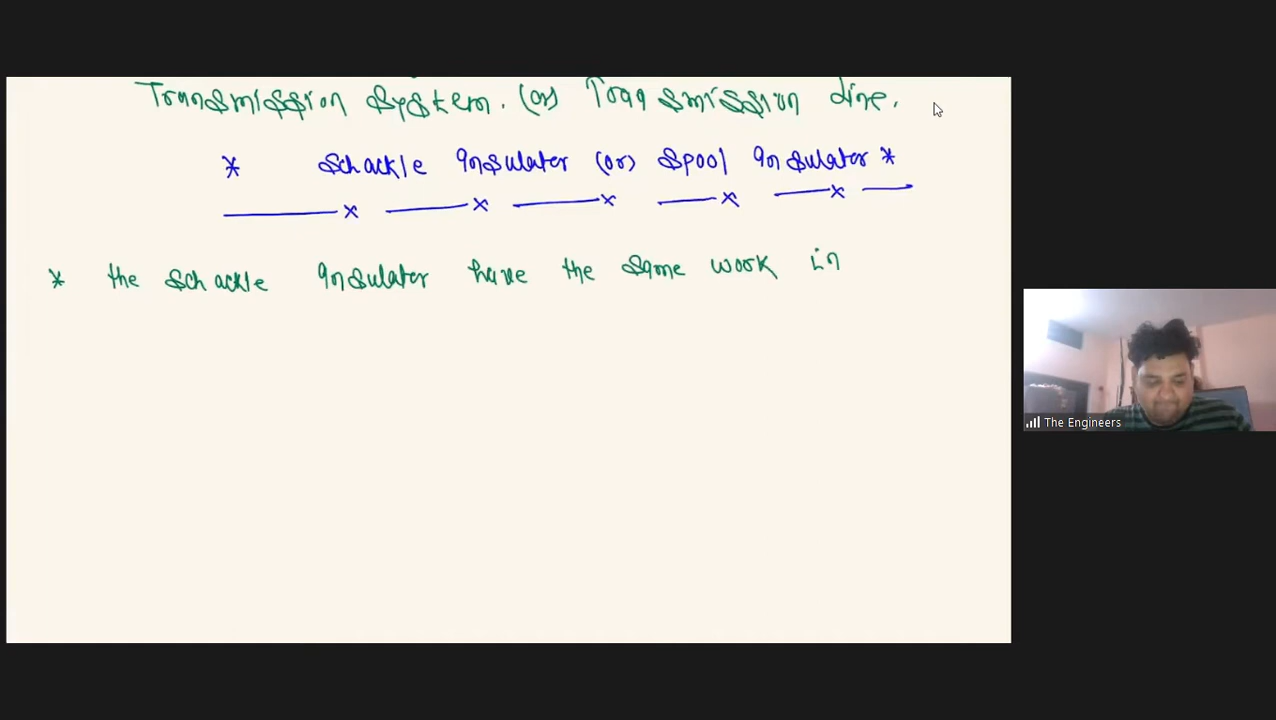 Transmission System. (or) Transmission line.
* Schackle Insulater (or) Spool Insulater *
* the Schackle Insulater have the same work in
The Engineers